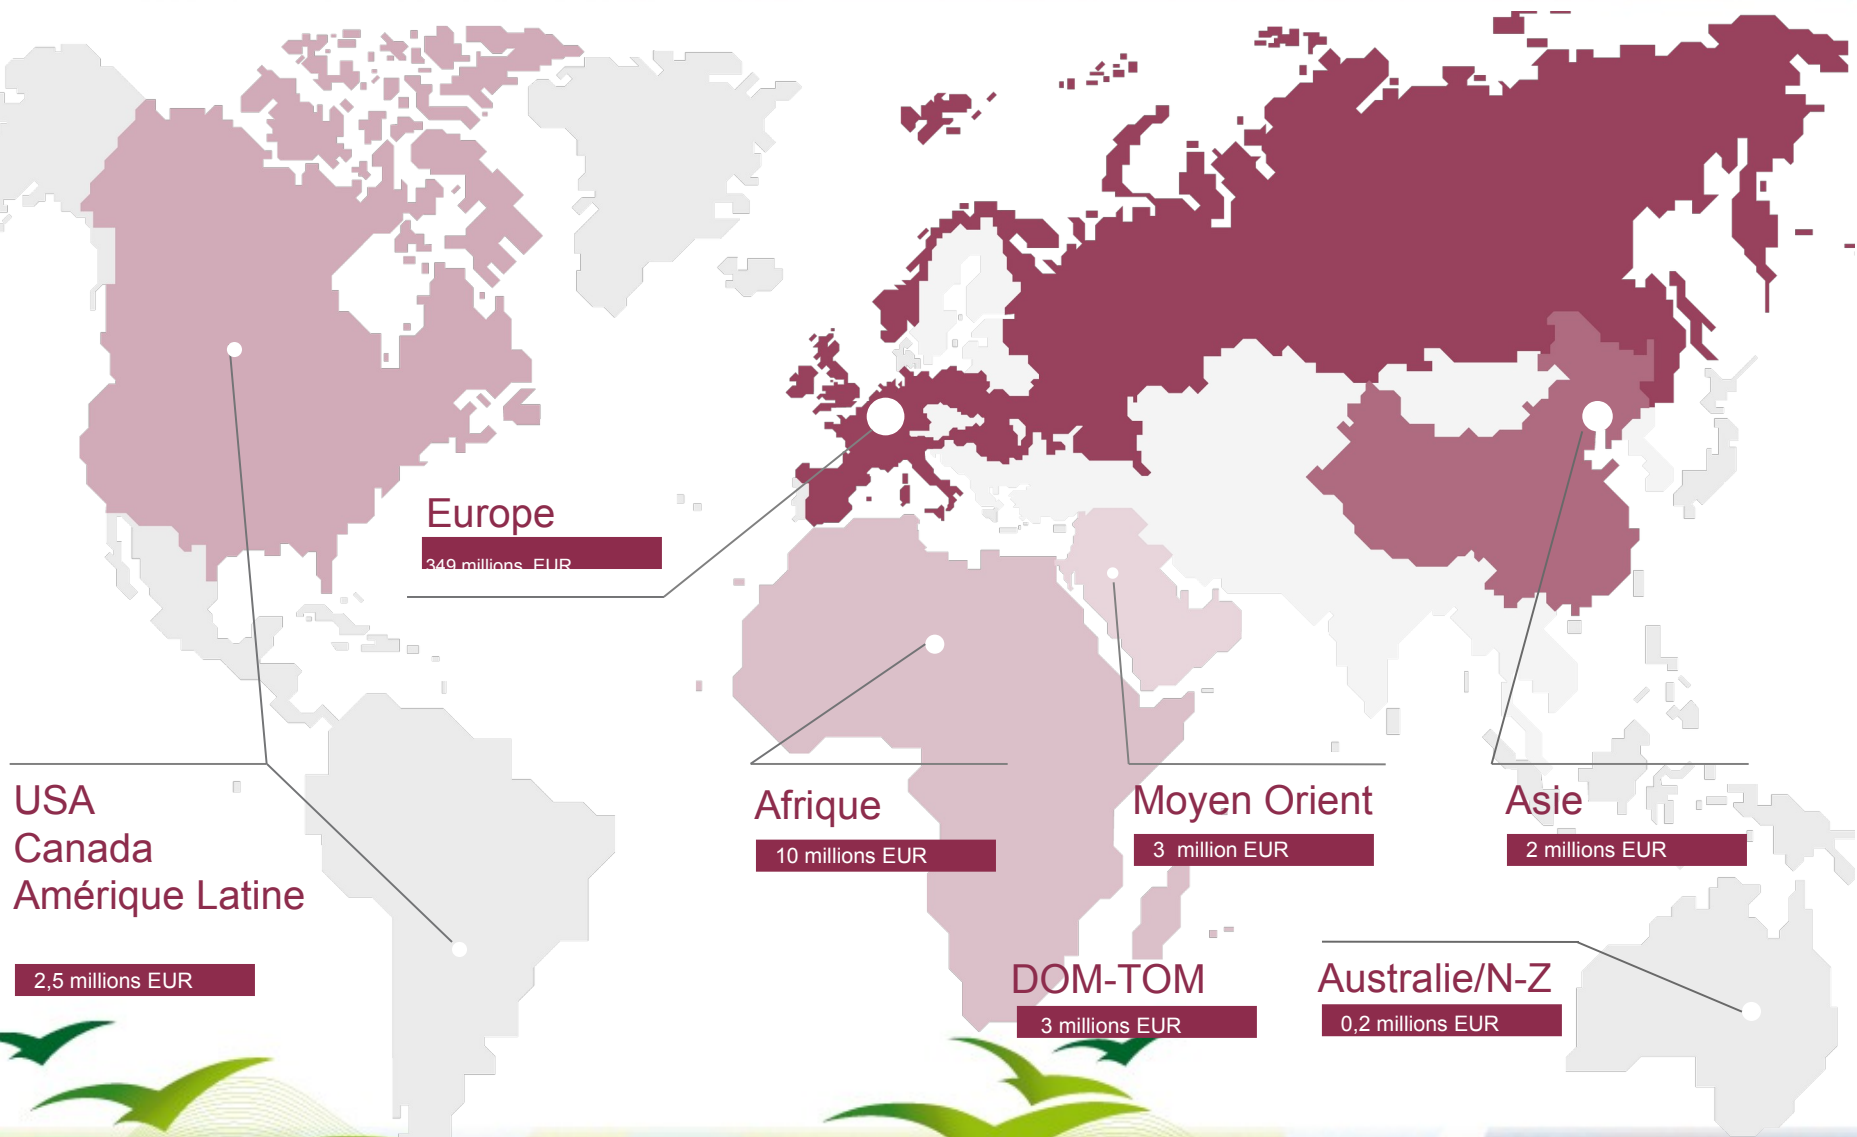 Europe
349 millions EUR
USA
Canada
Amérique Latine
2,5 millions EUR
Afrique
10 millions EUR
Moyen Orient
3 million EUR
Asie
2 millions EUR
DOM-TOM
3 millions EUR
Australie/N-Z
0,2 millions EUR